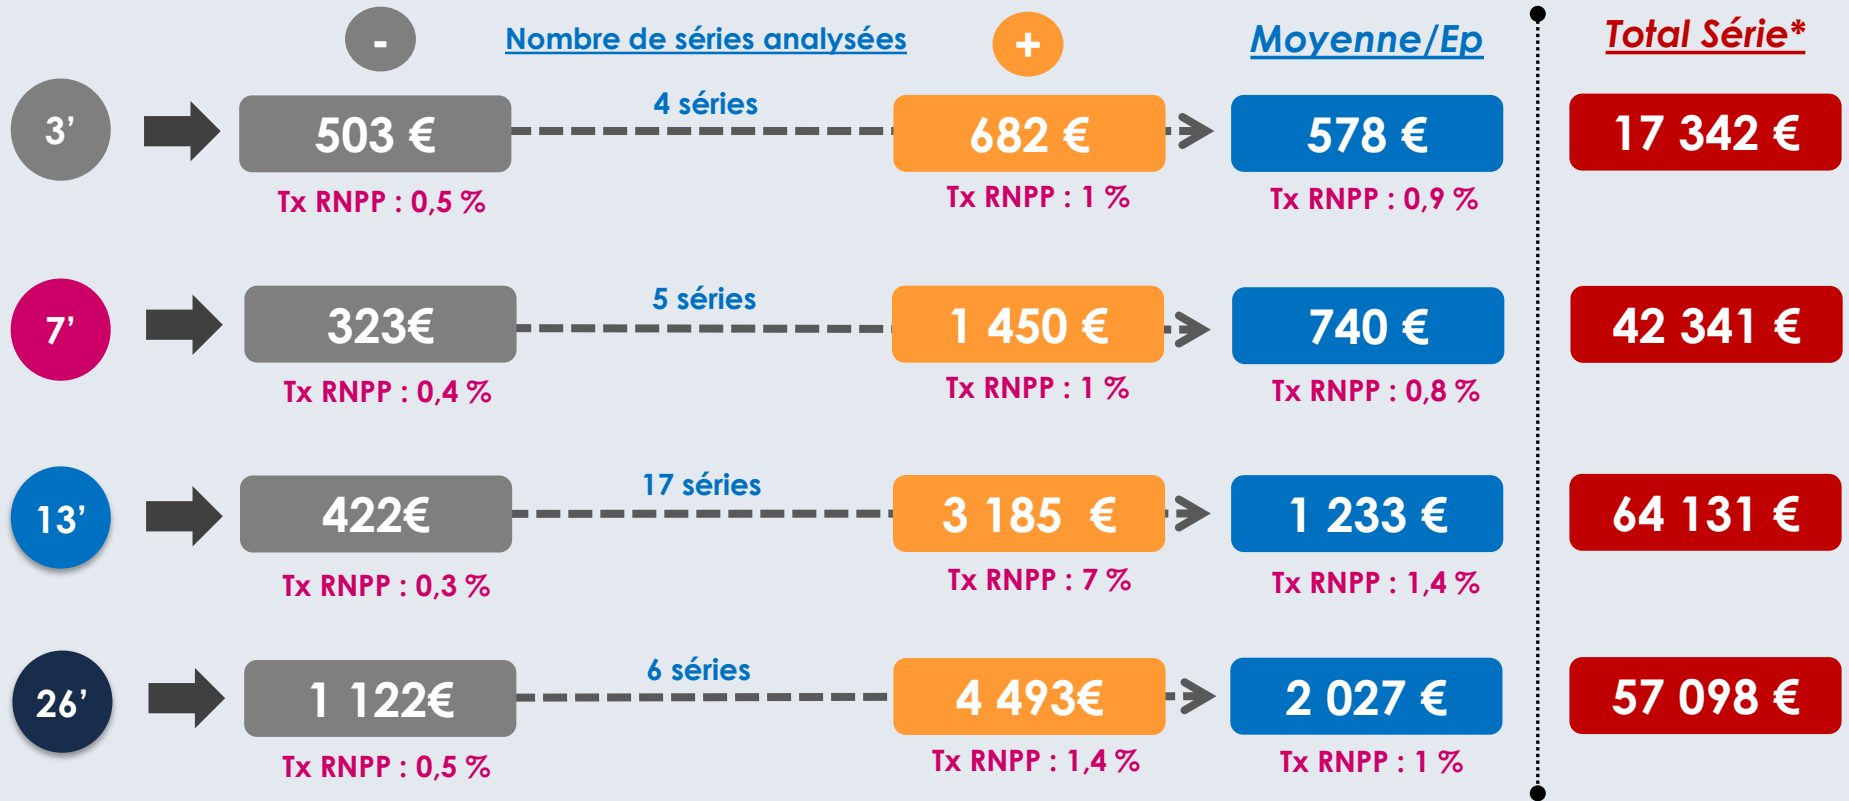 -
Nombre de séries analysées
+
Moyenne/Ep
Total Série*
3’
503 €
4 séries
682 €
578 €
17 342 €
Tx RNPP : 0,5 %
Tx RNPP : 1 %
Tx RNPP : 0,9 %
7’
323€
5 séries
1 450 €
740 €
42 341 €
Tx RNPP : 0,4 %
Tx RNPP : 1 %
Tx RNPP : 0,8 %
13’
422€
17 séries
3 185 €
1 233 €
64 131 €
Tx RNPP : 0,3 %
Tx RNPP : 7 %
Tx RNPP : 1,4 %
26’
1 122€
6 séries
4 493€
2 027 €
57 098 €
Tx RNPP : 0,5 %
Tx RNPP : 1,4 %
Tx RNPP : 1 %